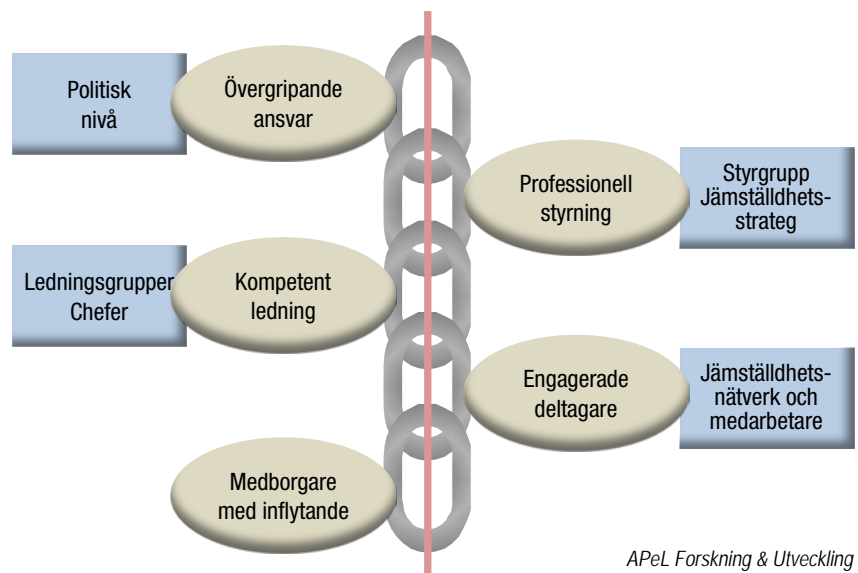 Politisk
nivå
Övergripande
ansvar
Professionell
styrning
Styrgrupp
Jämställdhets-
strateg
Ledningsgrupper
Chefer
Kompetent
ledning
Engagerade
deltagare
Jämställdhets-
nätverk och
medarbetare
Medborgare
med inflytande
APeL Forskning & Utveckling